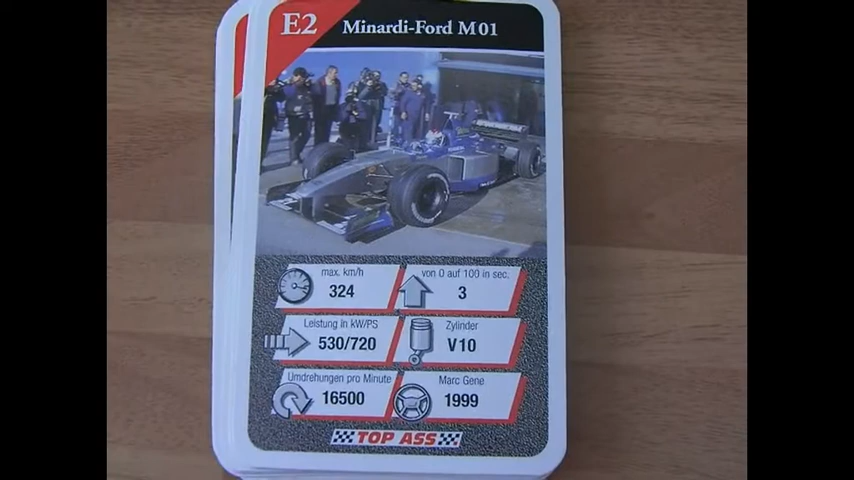 E2
Minardi-Ford M01
max. km/h
324
von 0 auf 100 in sec.
3
Leistung in kW/PS
530/720
Zylinder
V10
Umdrehungen pro Minute
16500
Marc Gene
1999
TOP ASS